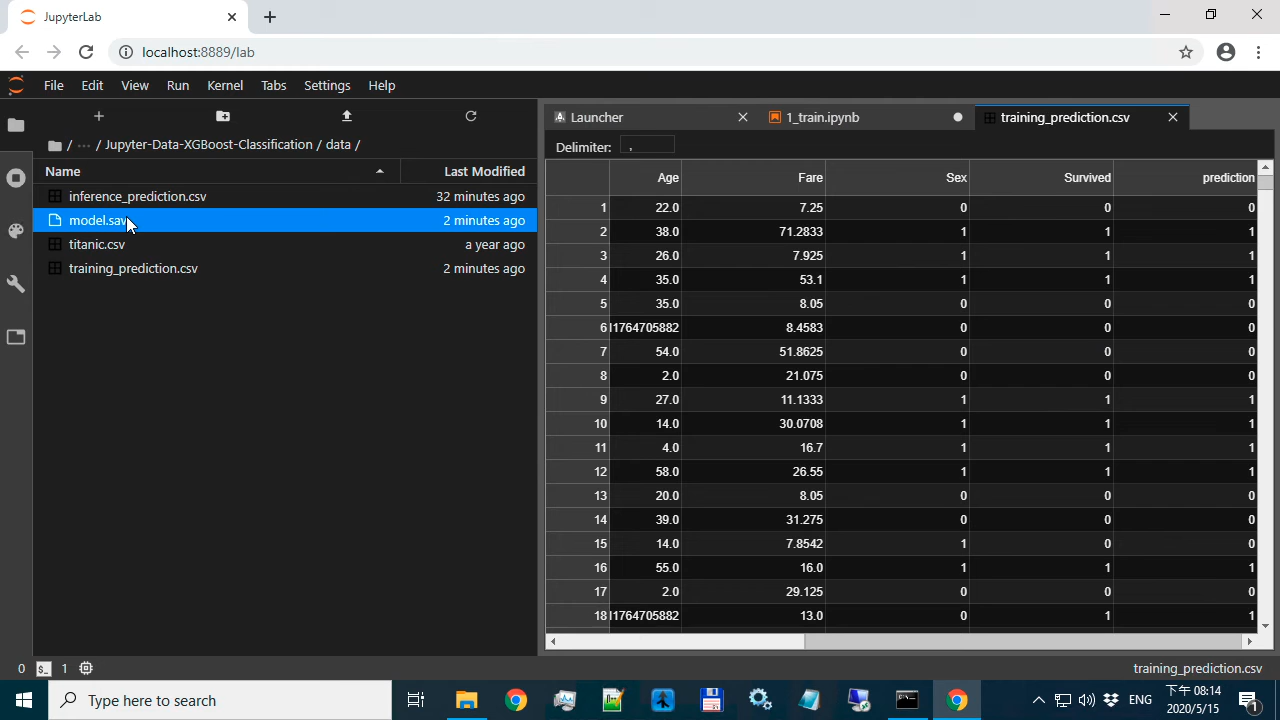 JupyterLab
localhost:8889/lab
File Edit View Run Kernel Tabs Settings Help
/ ··· / Jupyter-Data-XGBoost-Classification / data /
Name Last Modified
inference_prediction.csv 32 minutes ago
model.sav 2 minutes ago
titanic.csv a year ago
training_prediction.csv 2 minutes ago
Launcher 1_train.ipynb training_prediction.csv
Delimiter: ,
Age Fare Sex Survived prediction
1 22.0 7.25 0 0 0
2 38.0 71.2833 1 1 1
3 26.0 7.925 1 1 1
4 35.0 53.1 1 1 1
5 35.0 8.05 0 0 0
6 1764705882 8.4583 0 0 0
7 54.0 51.8625 0 0 0
8 2.0 21.075 0 0 0
9 27.0 11.1333 1 1 1
10 14.0 30.0708 1 1 1
11 4.0 16.7 1 1 1
12 58.0 26.55 1 1 1
13 20.0 8.05 0 0 0
14 39.0 31.275 0 0 0
15 14.0 7.8542 1 0 0
16 55.0 16.0 1 1 1
17 2.0 29.125 0 0 0
18 1764705882 13.0 0 1 1
0 $_ 1 training_prediction.csv
Type here to search
ENG
下午 08:14
2020/5/15
1